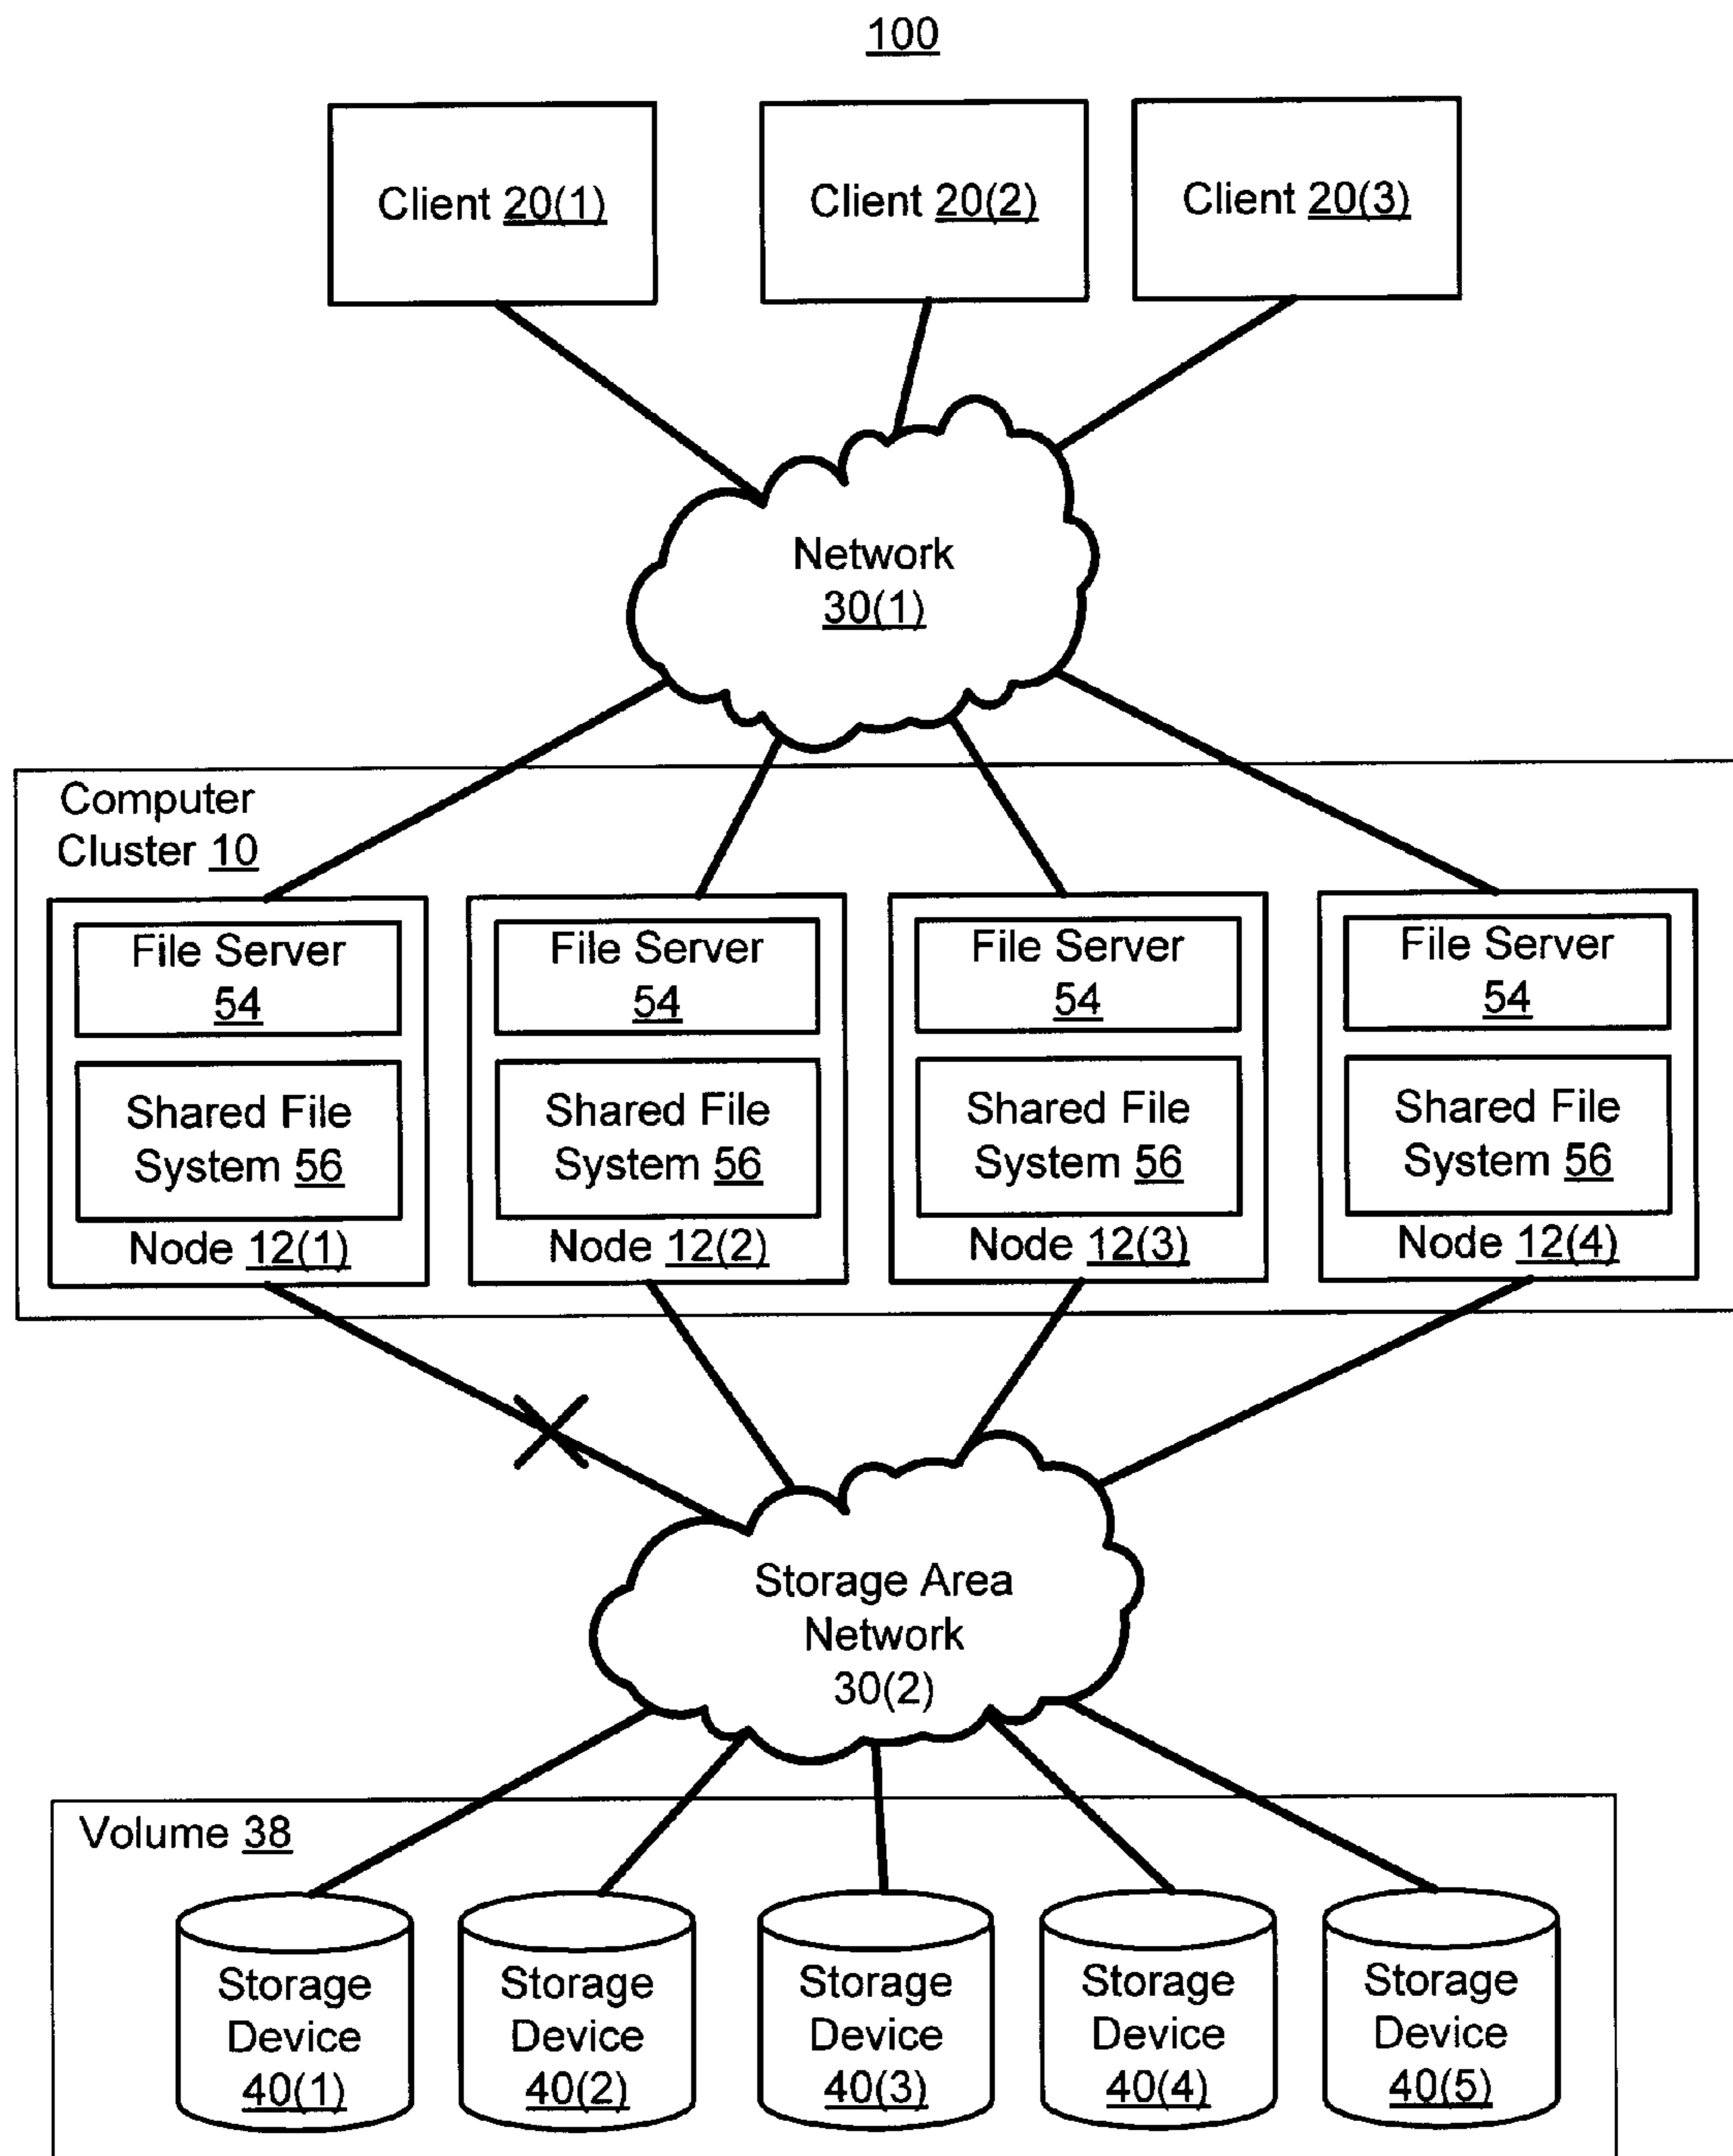 100
Client 20(1)
Client 20(2)
Client 20(3)
Network
30(1)
Computer
Cluster 10
File Server
54
Shared File
System 56
Node 12(1)
File Server
54
Shared File
System 56
Node 12(2)
File Server
54
Shared File
System 56
Node 12(3)
File Server
54
Shared File
System 56
Node 12(4)
Storage Area
Network
30(2)
Volume 38
Storage
Device
40(1)
Storage
Device
40(2)
Storage
Device
40(3)
Storage
Device
40(4)
Storage
Device
40(5)